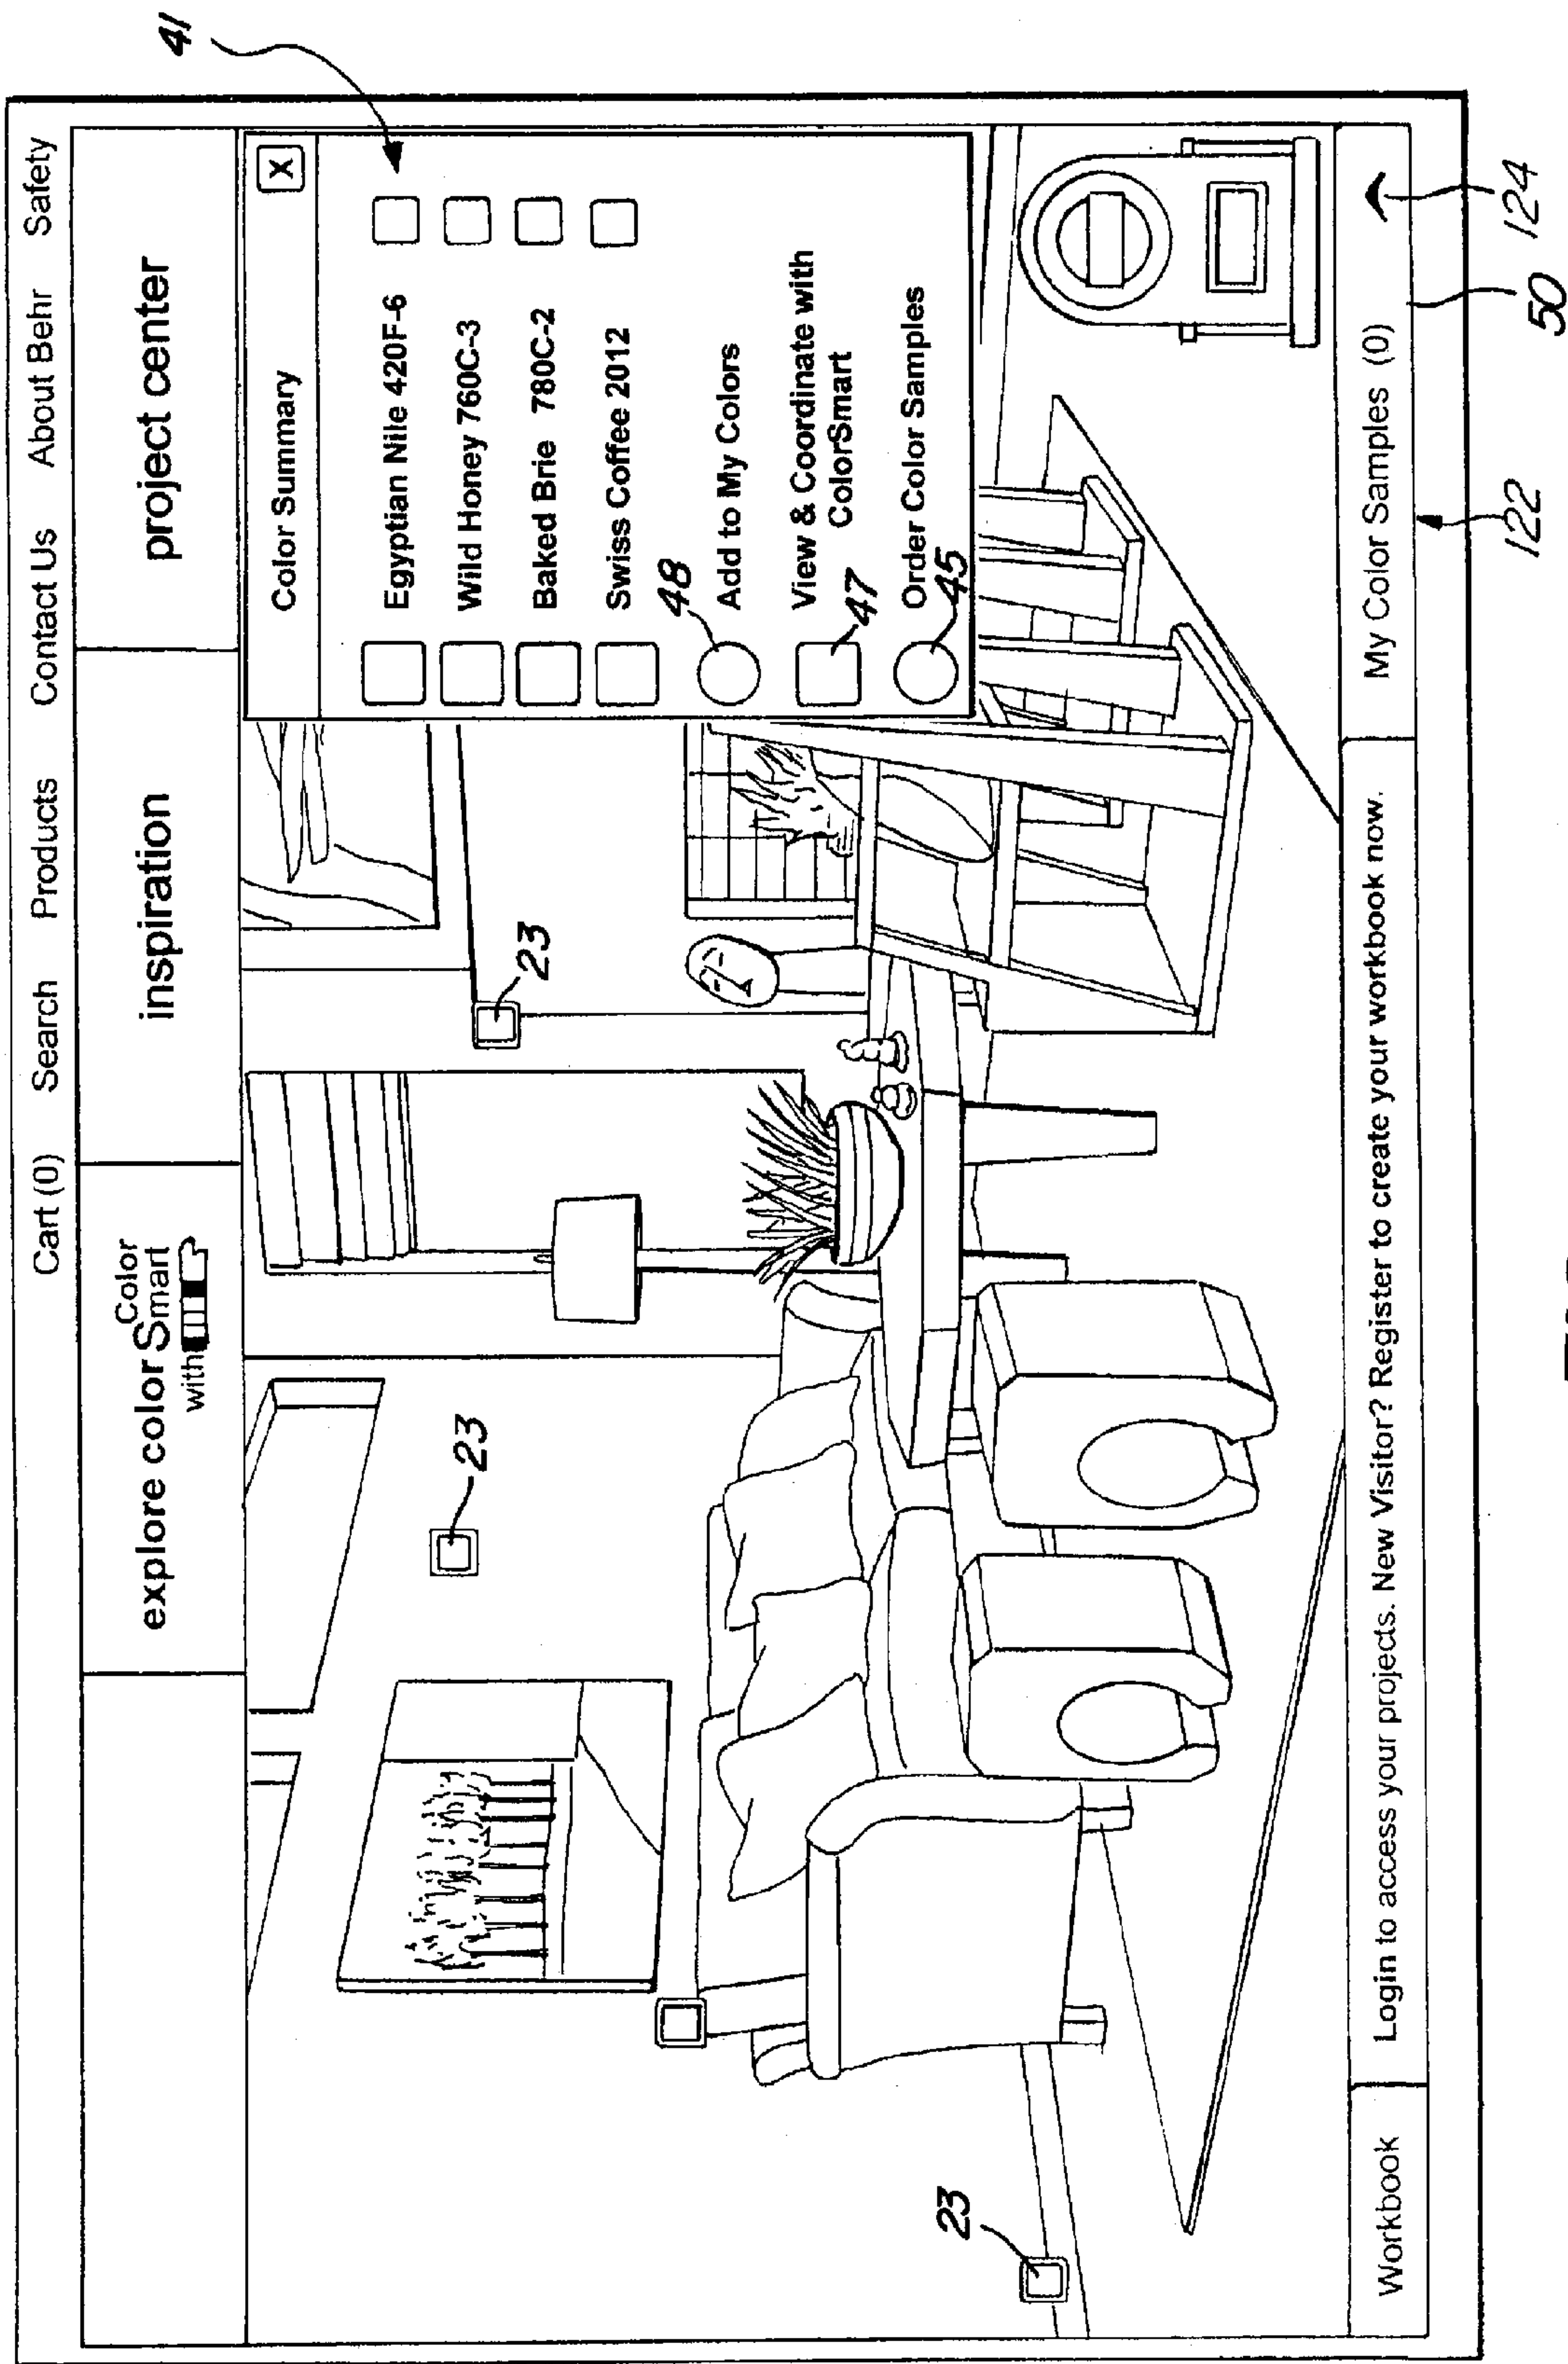 Cart (0) Search Products Contact Us About Behr Safety
explore color
with
Color
Smart
inspiration
project center
41
Color Summary
X
Egyptian Nile 420F-6
Wild Honey 760C-3
Baked Brie 780C-2
Swiss Coffee 2012
48
Add to My Colors
View & Coordinate with
ColorSmart
47
Order Color Samples
45
23
23
23
Workbook
Login to access your projects. New Visitor? Register to create your workbook now.
My Color Samples (0)
122
50
124